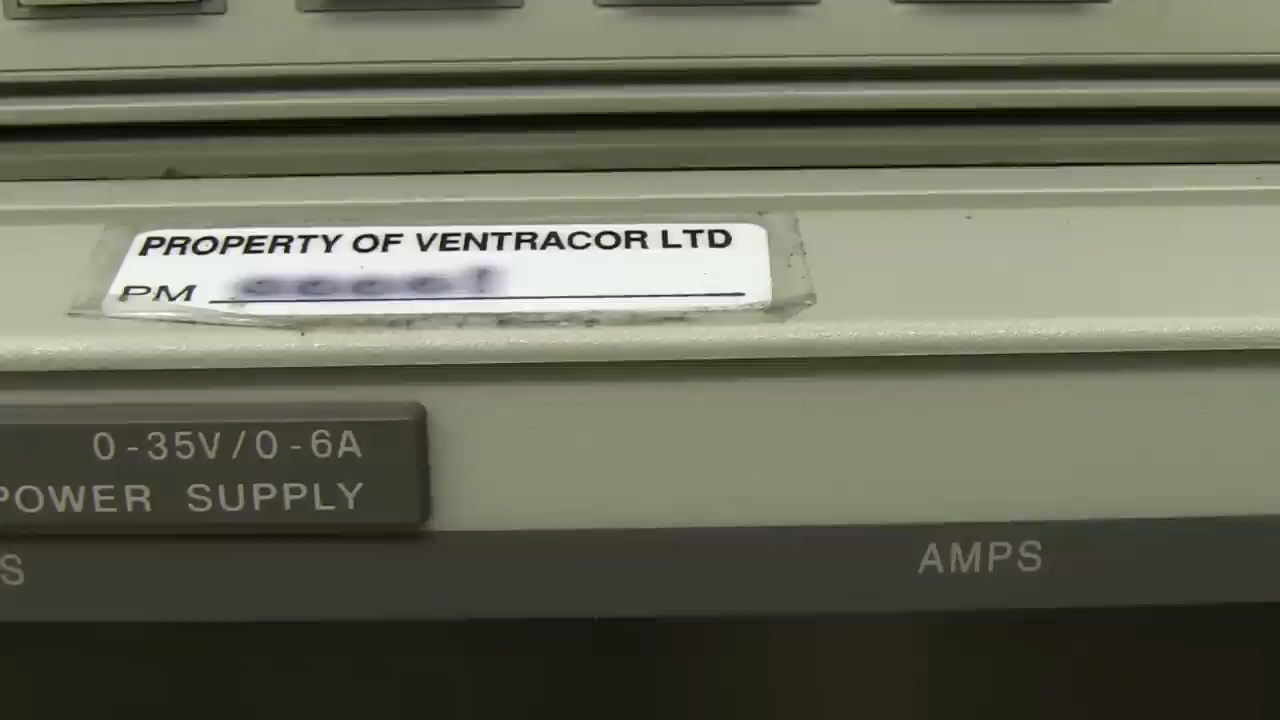 PROPERTY OF VENTRACOR LTD
PM
0-35V/0-6A
POWER SUPPLY
S
AMPS